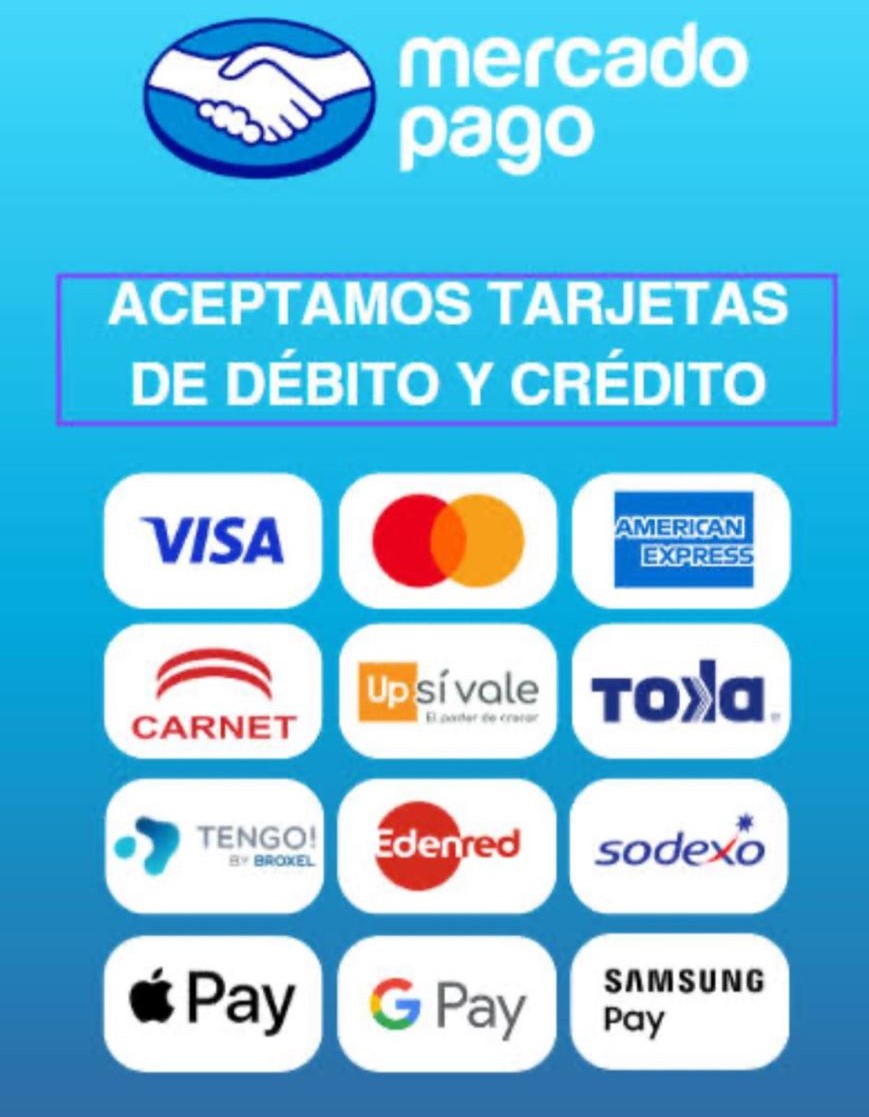 mercado
pago
ACEPTAMOS TARJETAS
DE DÉBITO Y CRÉDITO
VISA
AMERICAN
EXPRESS
CARNET
Up sí vale
El poder de crecer
TOKA
TENGO!
BY BROXEL
Edenred
sodexo
Pay
G Pay
SAMSUNG
Pay